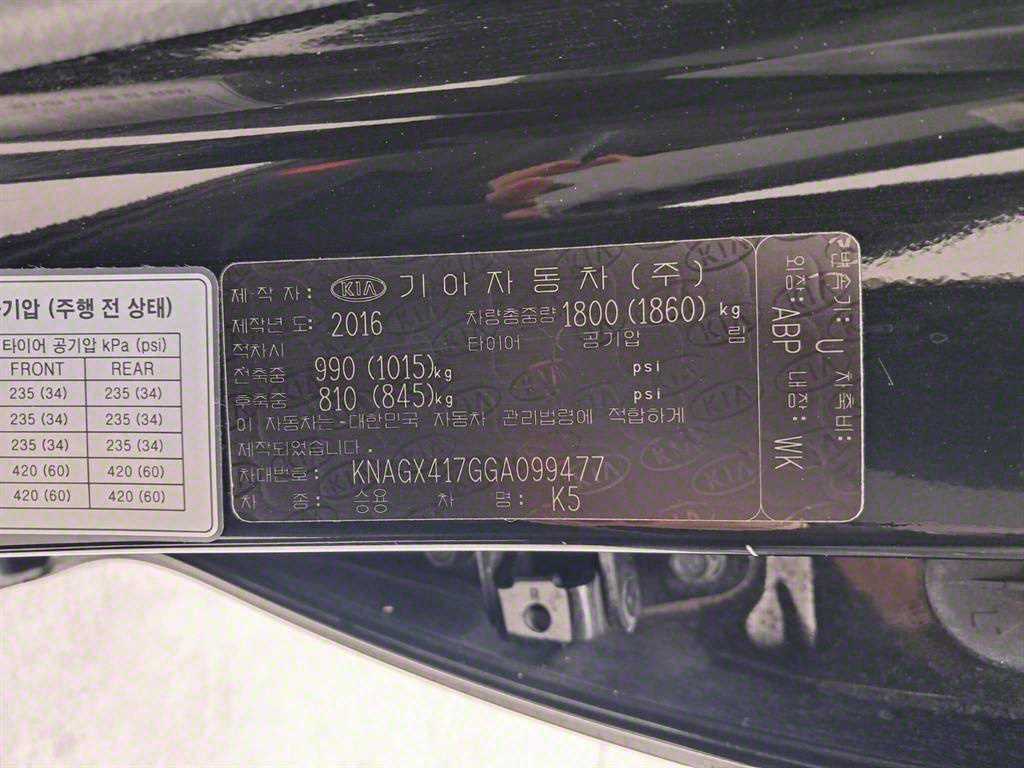 기압 (주행 전 상태)
타이어 공기압 kPa (psi)
FRONT REAR
235 (34) 235 (34)
235 (34) 235 (34)
235 (34) 235 (34)
420 (60) 420 (60)
420 (60) 420 (60)
제 작 자: KIA 기아자동차(주)
제작년 도: 2016 차량총중량 1800 (1860) kg
적차시 타이어 공기압 림
전축중 990 (1015)kg psi
후축중 810 (845)kg psi
이 자동차는 대한민국 자동차 관리법령에 적합하게
제작되었습니다.
차대번호: KNAGX417GGA099477
차 종: 승용 차 명: K5
변속기: U 차축비:
외장: ABP 내장: WK